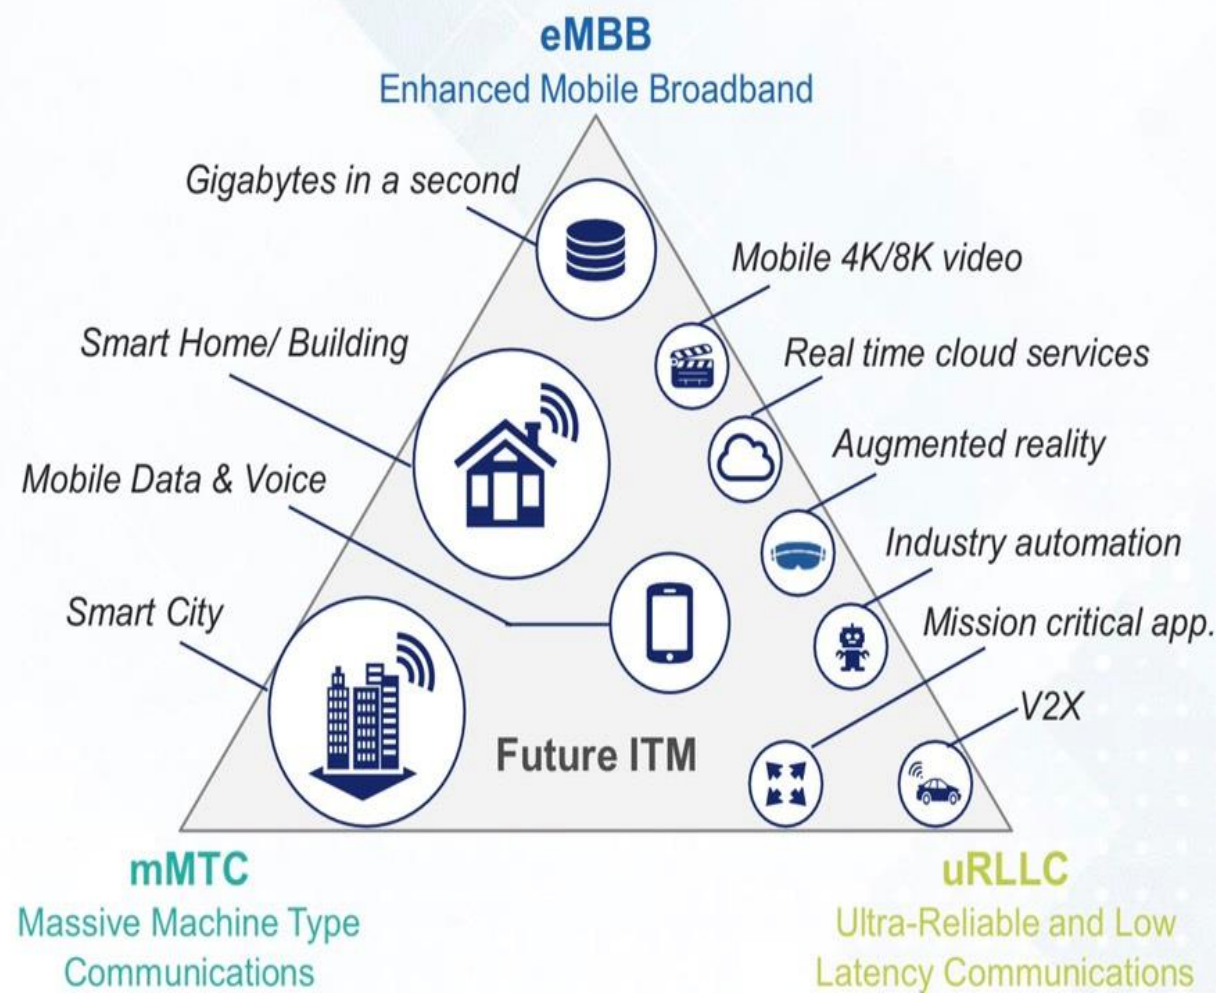 eMBB
Enhanced Mobile Broadband
Gigabytes in a second
Mobile 4K/8K video
Smart Home/ Building
Real time cloud services
Augmented reality
Mobile Data & Voice
Industry automation
Smart City
Mission critical app.
V2X
Future ITM
mMTC
Massive Machine Type
Communications
uRLLC
Ultra-Reliable and Low
Latency Communications